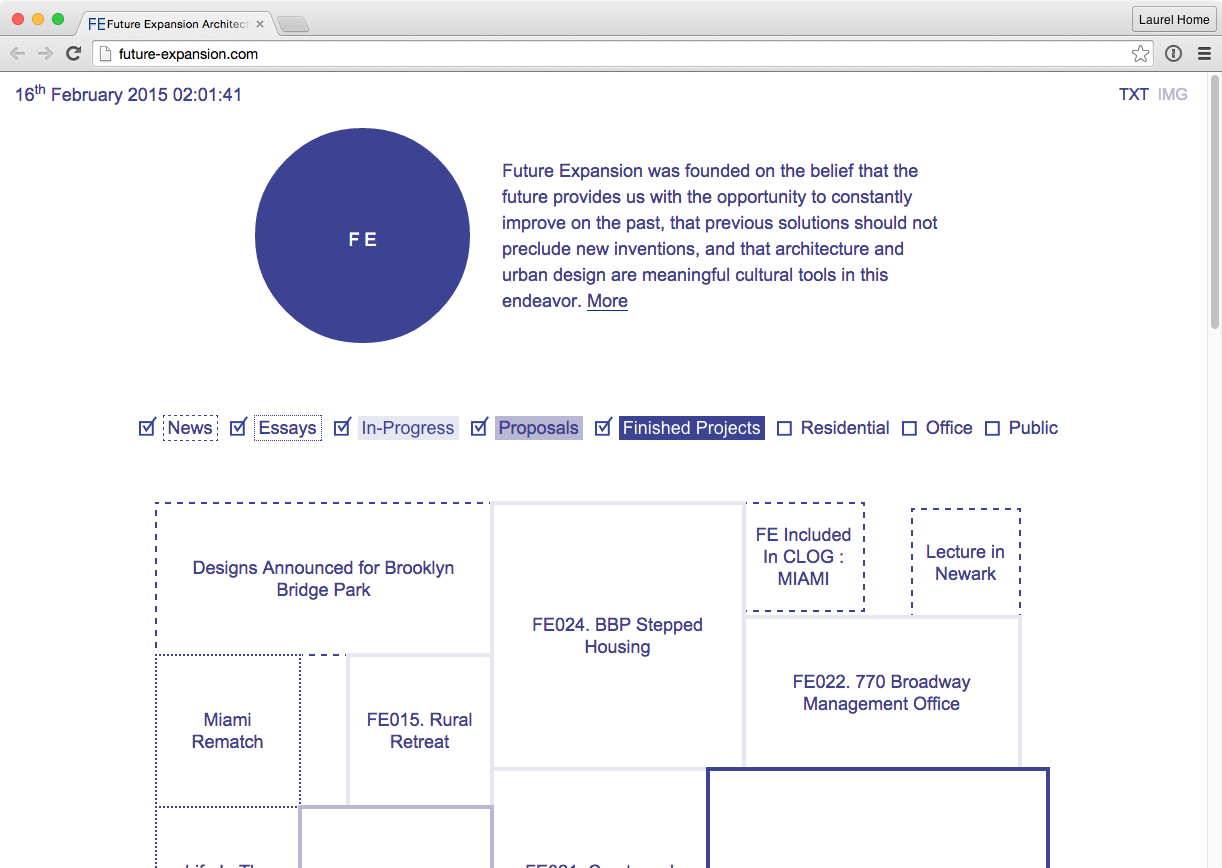 FE Future Expansion Architect
Laurel Home
future-expansion.com
16th February 2015 02:01:41
TXT IMG
FE
Future Expansion was founded on the belief that the
future provides us with the opportunity to constantly
improve on the past, that previous solutions should not
preclude new inventions, and that architecture and
urban design are meaningful cultural tools in this
endeavor. More
News Essays In-Progress Proposals Finished Projects Residential Office Public
Designs Announced for Brooklyn
Bridge Park
FE024. BBP Stepped
Housing
FE Included
In CLOG :
MIAMI
Lecture in
Newark
FE022. 770 Broadway
Management Office
Miami
Rematch
FE015. Rural
Retreat